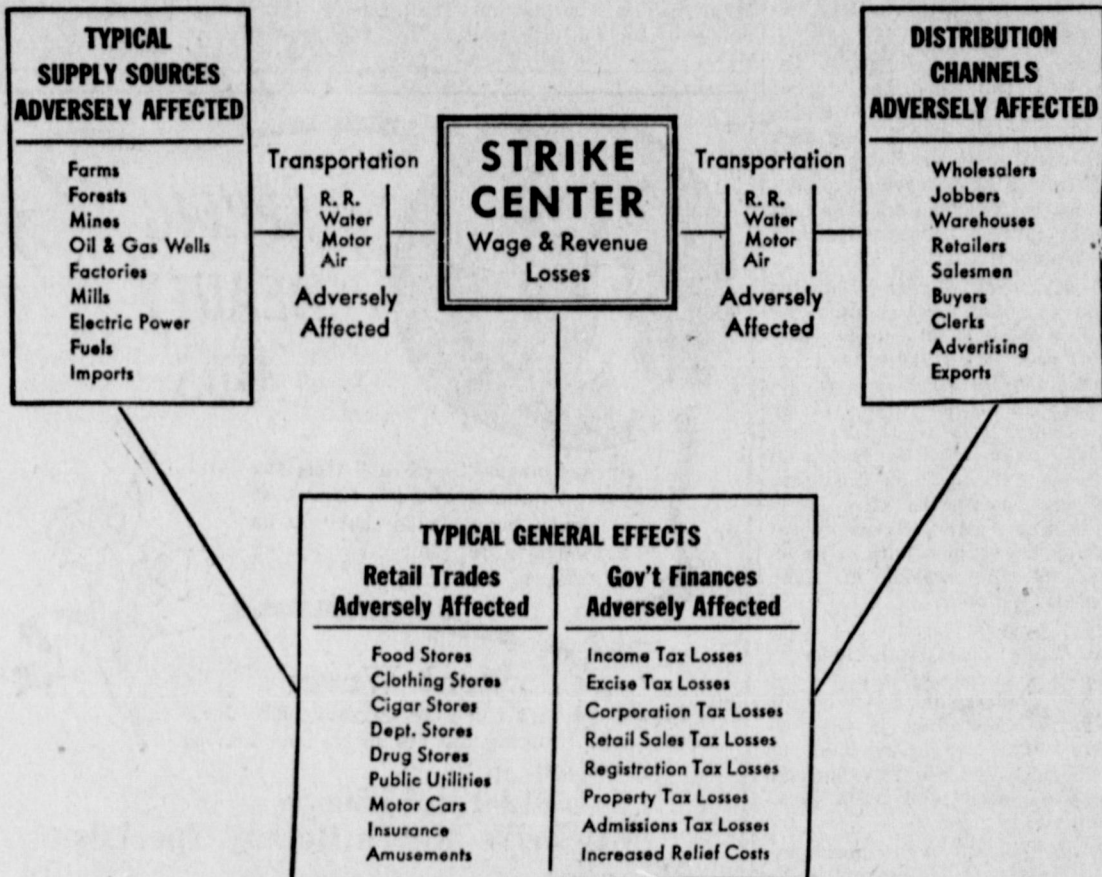 TYPICAL
SUPPLY SOURCES
ADVERSELY AFFECTED
Farms
Forests
Mines
Oil & Gas Wells
Factories
Mills
Electric Power
Fuels
Imports
Transportation
R. R.
Water
Motor
Air
Adversely
Affected
STRIKE
CENTER
Wage & Revenue
Losses
Transportation
R. R.
Water
Motor
Air
Adversely
Affected
DISTRIBUTION
CHANNELS
ADVERSELY AFFECTED
Wholesalers
Jobbers
Warehouses
Retailers
Salesmen
Buyers
Clerks
Advertising
Exports
TYPICAL GENERAL EFFECTS
Retail Trades
Adversely Affected
Food Stores
Clothing Stores
Cigar Stores
Dept. Stores
Drug Stores
Public Utilities
Motor Cars
Insurance
Amusements
Gov't Finances
Adversely Affected
Income Tax Losses
Excise Tax Losses
Corporation Tax Losses
Retail Sales Tax Losses
Registration Tax Losses
Property Tax Losses
Admissions Tax Losses
Increased Relief Costs